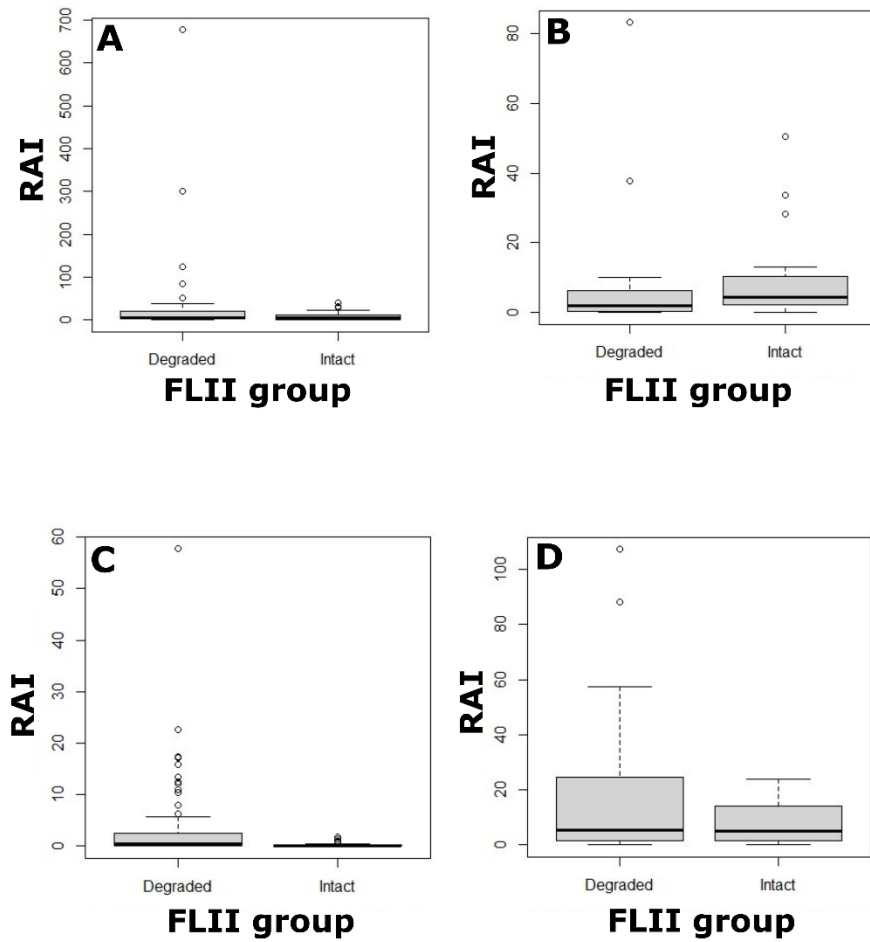 A
RAI
700
600
500
400
300
200
100
0
Degraded
Intact
FLII group
B
RAI
80
60
40
20
0
Degraded
Intact
FLII group
C
RAI
60
50
40
30
20
10
0
Degraded
Intact
FLII group
D
RAI
100
80
60
40
20
0
Degraded
Intact
FLII group